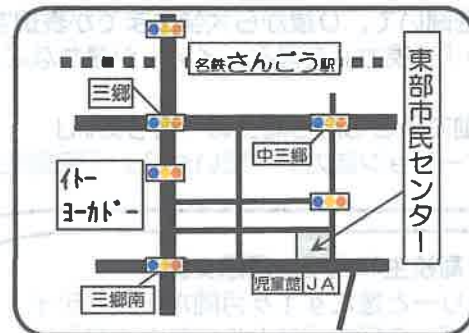 名鉄さんごう駅
三郷
中三郷
イトー
ヨーカドー
東部市民センター
三郷南
児童館
JA